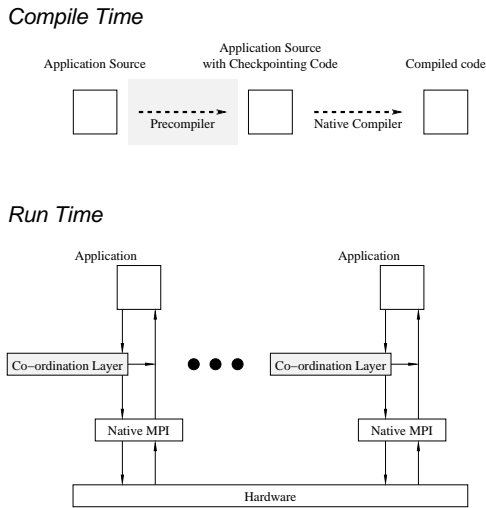 Compile Time
Application Source
Application Source
with Checkpointing Code
Compiled code
Precompiler
Native Compiler
Run Time
Application
Application
Co-ordination Layer
Co-ordination Layer
Native MPI
Native MPI
Hardware